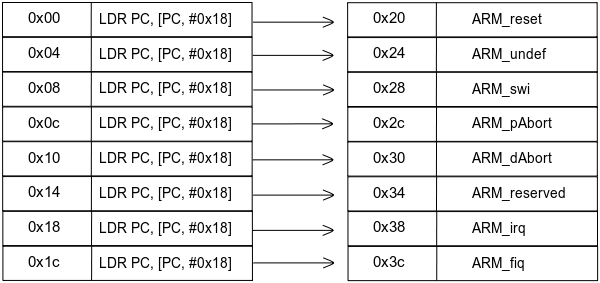 0x00 LDR PC, [PC, #0x18] 0x20 ARM_reset
0x04 LDR PC, [PC, #0x18] 0x24 ARM_undef
0x08 LDR PC, [PC, #0x18] 0x28 ARM_swi
0x0c LDR PC, [PC, #0x18] 0x2c ARM_pAbort
0x10 LDR PC, [PC, #0x18] 0x30 ARM_dAbort
0x14 LDR PC, [PC, #0x18] 0x34 ARM_reserved
0x18 LDR PC, [PC, #0x18] 0x38 ARM_irq
0x1c LDR PC, [PC, #0x18] 0x3c ARM_fiq